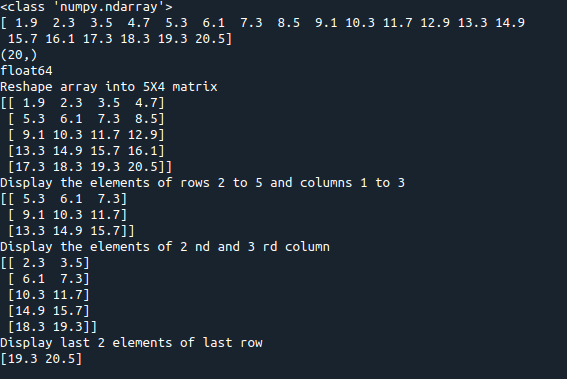 <class 'numpy.ndarray'>
[ 1.9  2.3  3.5  4.7  5.3  6.1  7.3  8.5  9.1 10.3 11.7 12.9 13.3 14.9
 15.7 16.1 17.3 18.3 19.3 20.5]
(20,)
float64
Reshape array into 5X4 matrix
[[ 1.9  2.3  3.5  4.7]
 [ 5.3  6.1  7.3  8.5]
 [ 9.1 10.3 11.7 12.9]
 [13.3 14.9 15.7 16.1]
 [17.3 18.3 19.3 20.5]]
Display the elements of rows 2 to 5 and columns 1 to 3
[[ 5.3  6.1  7.3]
 [ 9.1 10.3 11.7]
 [13.3 14.9 15.7]]
Display the elements of 2 nd and 3 rd column
[[ 2.3  3.5]
 [ 6.1  7.3]
 [10.3 11.7]
 [14.9 15.7]
 [18.3 19.3]]
Display last 2 elements of last row
[19.3 20.5]